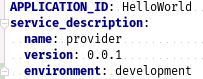 APPLICATION_ID: HelloWorld
service_description:
  name: provider
  version: 0.0.1
  environment: development